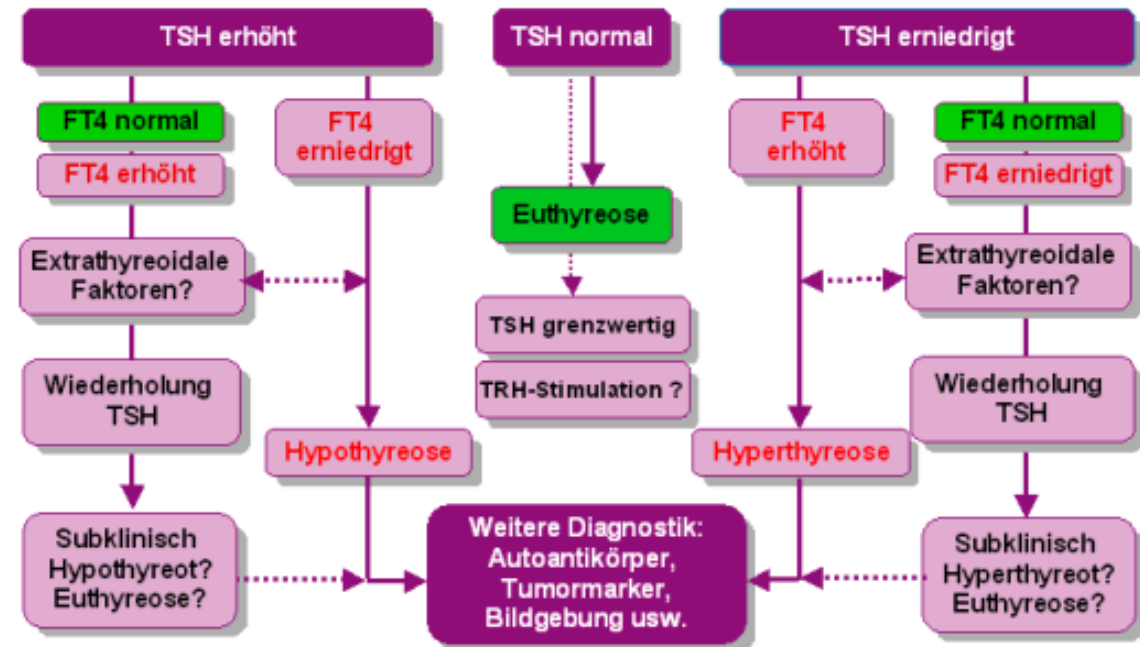 TSH erhöht
FT4 normal
FT4 erhöht
FT4
erniedrigt
Extrathyreoidale
Faktoren?
Wiederholung
TSH
Hypothyreose
Subklinisch
Hypothyreot?
Euthyreose?
TSH normal
Euthyreose
TSH grenzwertig
TRH-Stimulation ?
TSH erniedrigt
FT4
erhöht
FT4 normal
FT4 erniedrigt
Extrathyreoidale
Faktoren?
Wiederholung
TSH
Hyperthyreose
Subklinisch
Hyperthyreot?
Euthyreose?
Weitere Diagnostik:
Autoantikörper,
Tumormarker,
Bildgebung usw.